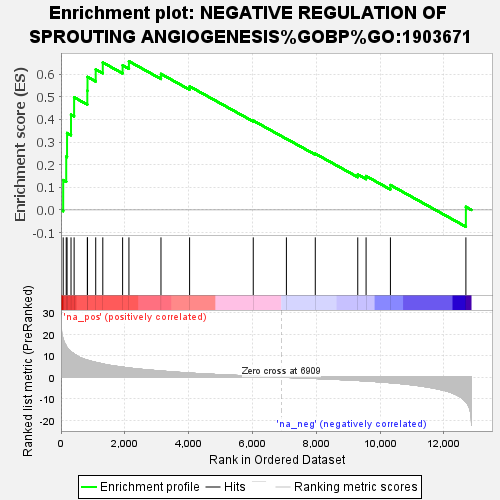 Enrichment plot: NEGATIVE REGULATION OF
SPROUTING ANGIOGENESIS%GOBP%GO:1903671
Enrichment score (ES)
0.6
0.5
0.4
0.3
0.2
0.1
0.0
-0.1
'na_pos' (positively correlated)
Ranked list metric (PreRanked)
30
20
10
0
-10
-20
Zero cross at 6909
'na_neg' (negatively correlated)
0 2,000 4,000 6,000 8,000 10,000 12,000
Rank in Ordered Dataset
Enrichment profile Hits Ranking metric scores